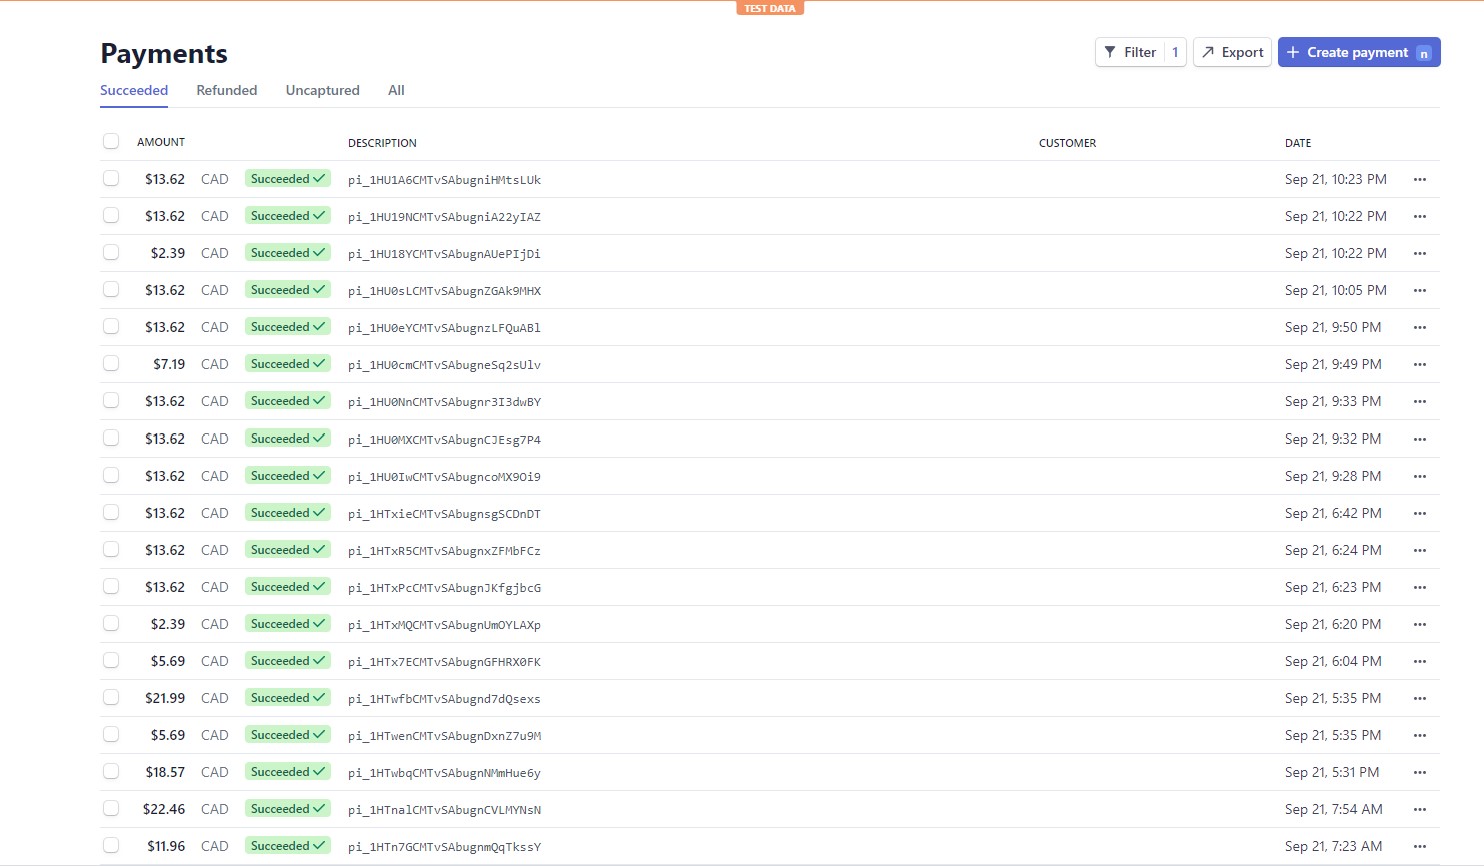 TEST DATA
Payments
Filter 1 Export Create payment n
Succeeded Refunded Uncaptured All
AMOUNT DESCRIPTION CUSTOMER DATE
$13.62 CAD Succeeded pi_1HU1A6CMTvSAbugniHMtsLUk Sep 21, 10:23 PM
$13.62 CAD Succeeded pi_1HU19NCMTvSAbugniA22yIAZ Sep 21, 10:22 PM
$2.39 CAD Succeeded pi_1HU18YCMTvSAbugnAUePIjDi Sep 21, 10:22 PM
$13.62 CAD Succeeded pi_1HU0sLCMTvSAbugnZGAk9MHX Sep 21, 10:05 PM
$13.62 CAD Succeeded pi_1HU0eYCMTvSAbugnzLFQuABl Sep 21, 9:50 PM
$7.19 CAD Succeeded pi_1HU0cmCMTvSAbugneSq2sUlv Sep 21, 9:49 PM
$13.62 CAD Succeeded pi_1HU0NnCMTvSAbugnr3I3dwBY Sep 21, 9:33 PM
$13.62 CAD Succeeded pi_1HU0MXCMTvSAbugnCJEsg7P4 Sep 21, 9:32 PM
$13.62 CAD Succeeded pi_1HU0IwCMTvSAbugncoMX9Oi9 Sep 21, 9:28 PM
$13.62 CAD Succeeded pi_1HTxieCMTvSAbugnsgSCDnDT Sep 21, 6:42 PM
$13.62 CAD Succeeded pi_1HTxR5CMTvSAbugnxZFMbFCz Sep 21, 6:24 PM
$13.62 CAD Succeeded pi_1HTxPcCMTvSAbugnJKfgjbcG Sep 21, 6:23 PM
$2.39 CAD Succeeded pi_1HTxMQCMTvSAbugnUmOYLAXp Sep 21, 6:20 PM
$5.69 CAD Succeeded pi_1HTx7ECMTvSAbugnGFHRX0FK Sep 21, 6:04 PM
$21.99 CAD Succeeded pi_1HTwfbCMTvSAbugnd7dQsexs Sep 21, 5:35 PM
$5.69 CAD Succeeded pi_1HTwenCMTvSAbugnDxnZ7u9M Sep 21, 5:35 PM
$18.57 CAD Succeeded pi_1HTwbqCMTvSAbugnNMmHue6y Sep 21, 5:31 PM
$22.46 CAD Succeeded pi_1HTnalCMTvSAbugnCVLMYNsN Sep 21, 7:54 AM
$11.96 CAD Succeeded pi_1HTn7GCMTvSAbugnmQqTkssY Sep 21, 7:23 AM